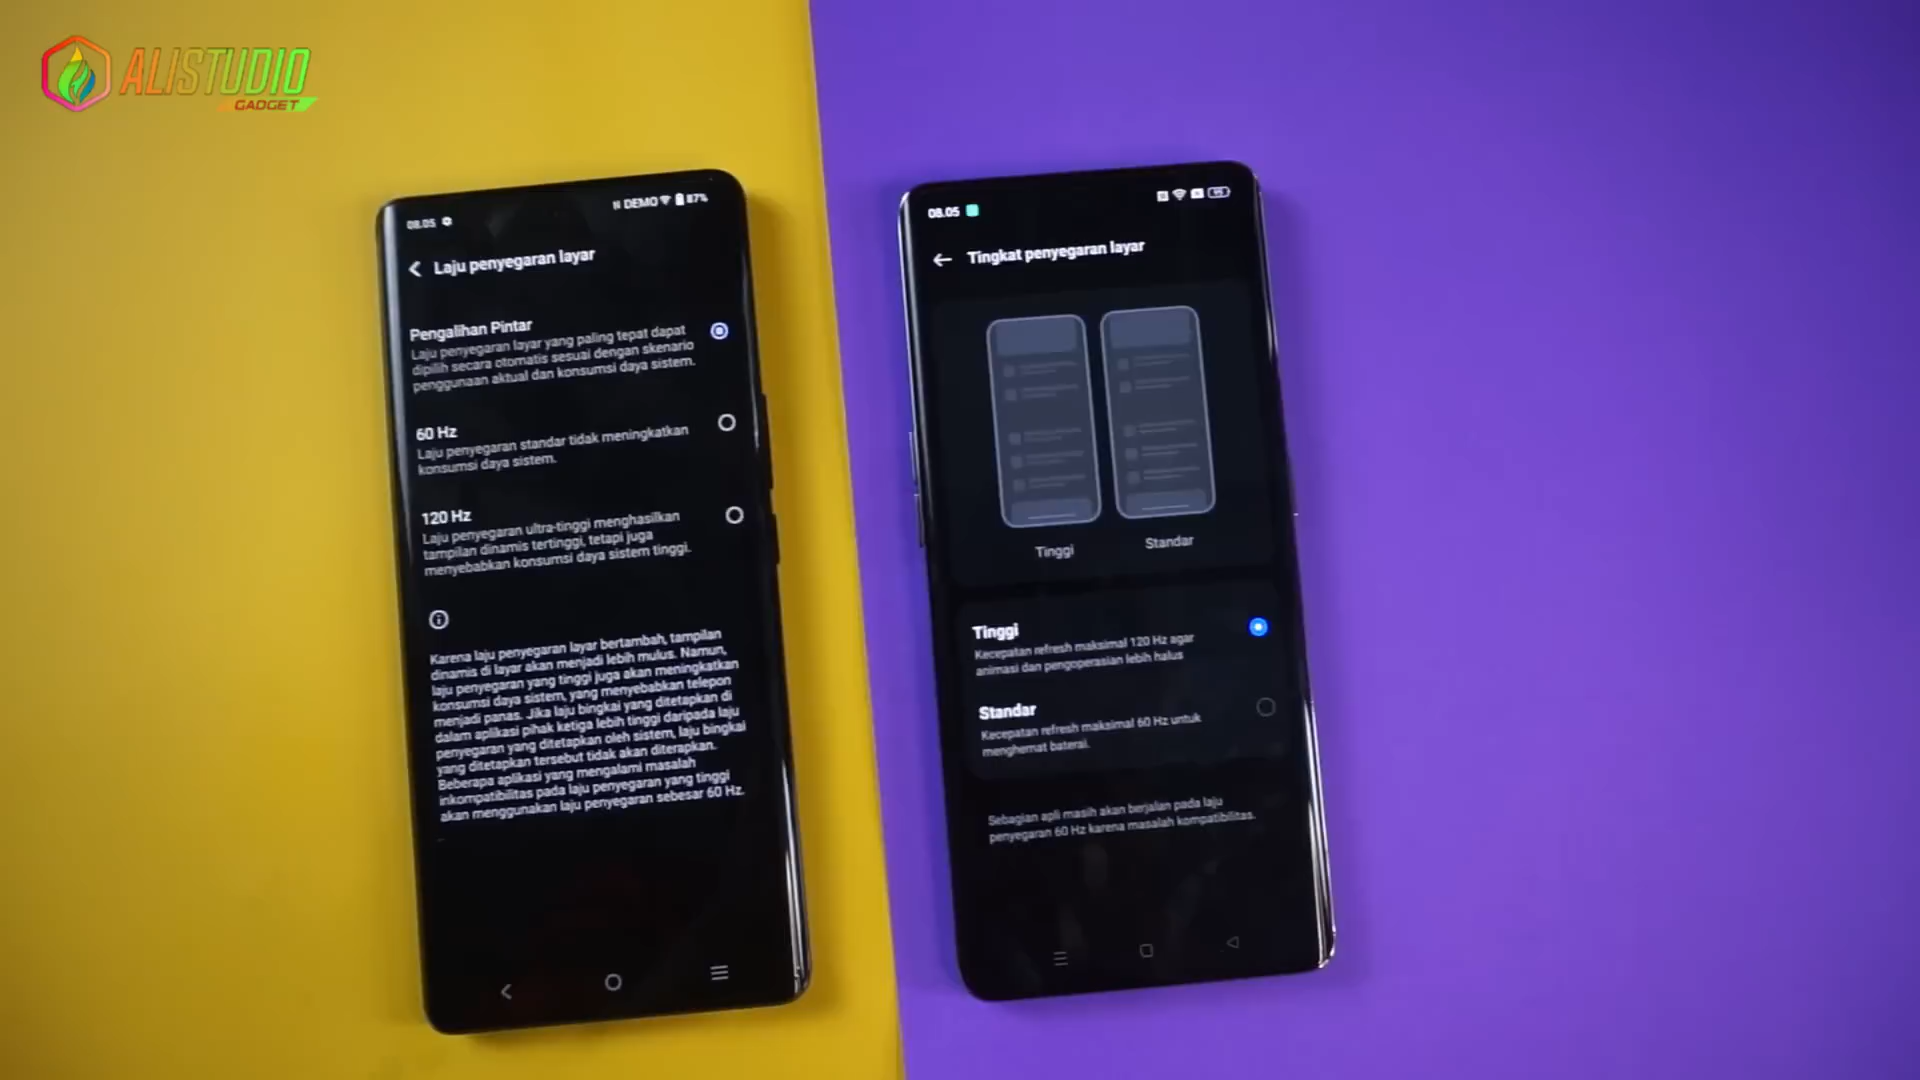 ALISTUDIO
GADGET
08.05
DEMO 87%
Laju penyegaran layar
Pengalihan Pintar
Laju penyegaran layar yang paling tepat dapat
dipilih secara otomatis sesuai dengan skenario
penggunaan aktual dan konsumsi daya sistem.
60 Hz
Laju penyegaran standar tidak meningkatkan
konsumsi daya sistem.
120 Hz
Laju penyegaran ultra-tinggi menghasilkan
tampilan dinamis tertinggi, tetapi juga
menyebabkan konsumsi daya sistem tinggi.
Karena laju penyegaran layar bertambah, tampilan
dinamis di layar akan menjadi lebih mulus. Namun,
laju penyegaran yang tinggi juga akan meningkatkan
konsumsi daya sistem, yang menyebabkan telepon
menjadi panas. Jika laju bingkai yang ditetapkan di
dalam aplikasi pihak ketiga lebih tinggi daripada laju
penyegaran yang ditetapkan oleh sistem, laju bingkai
yang ditetapkan tersebut tidak akan diterapkan.
Beberapa aplikasi yang mengalami masalah
inkompatibilitas pada laju penyegaran yang tinggi
akan menggunakan laju penyegaran sebesar 60 Hz.
08.05
Tingkat penyegaran layar
Tinggi
Standar
Tinggi
Kecepatan refresh maksimal 120 Hz agar
animasi dan pengoperasian lebih halus
Standar
Kecepatan refresh maksimal 60 Hz untuk
menghemat baterai.
Sebagian apli masih akan berjalan pada laju
penyegaran 60 Hz karena masalah kompatibilitas.